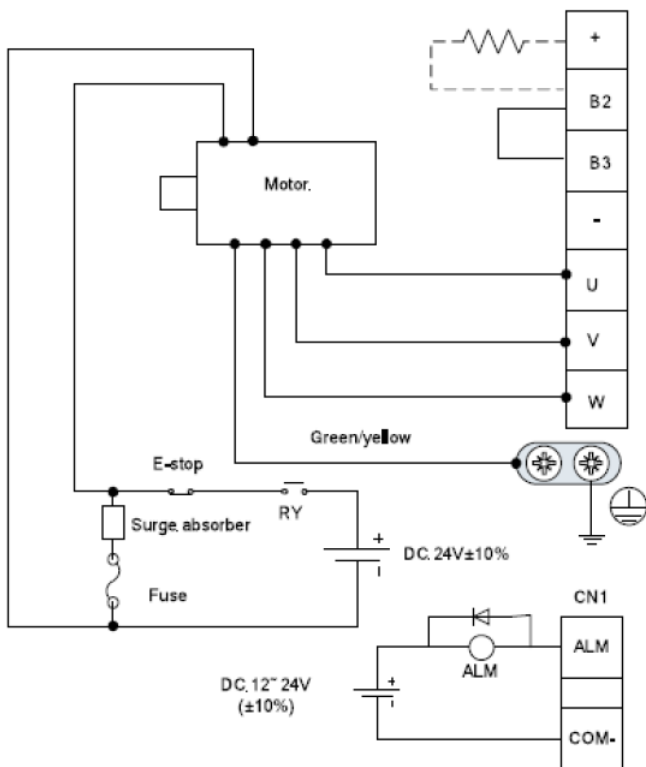 +
B2
B3
-
U
V
W
Motor.
Green/yellow
E-stop
RY
Surge. absorber
Fuse
+
-
DC. 24V±10%
CN1
ALM
COM-
ALM
+
-
DC. 12~24V
(±10%)